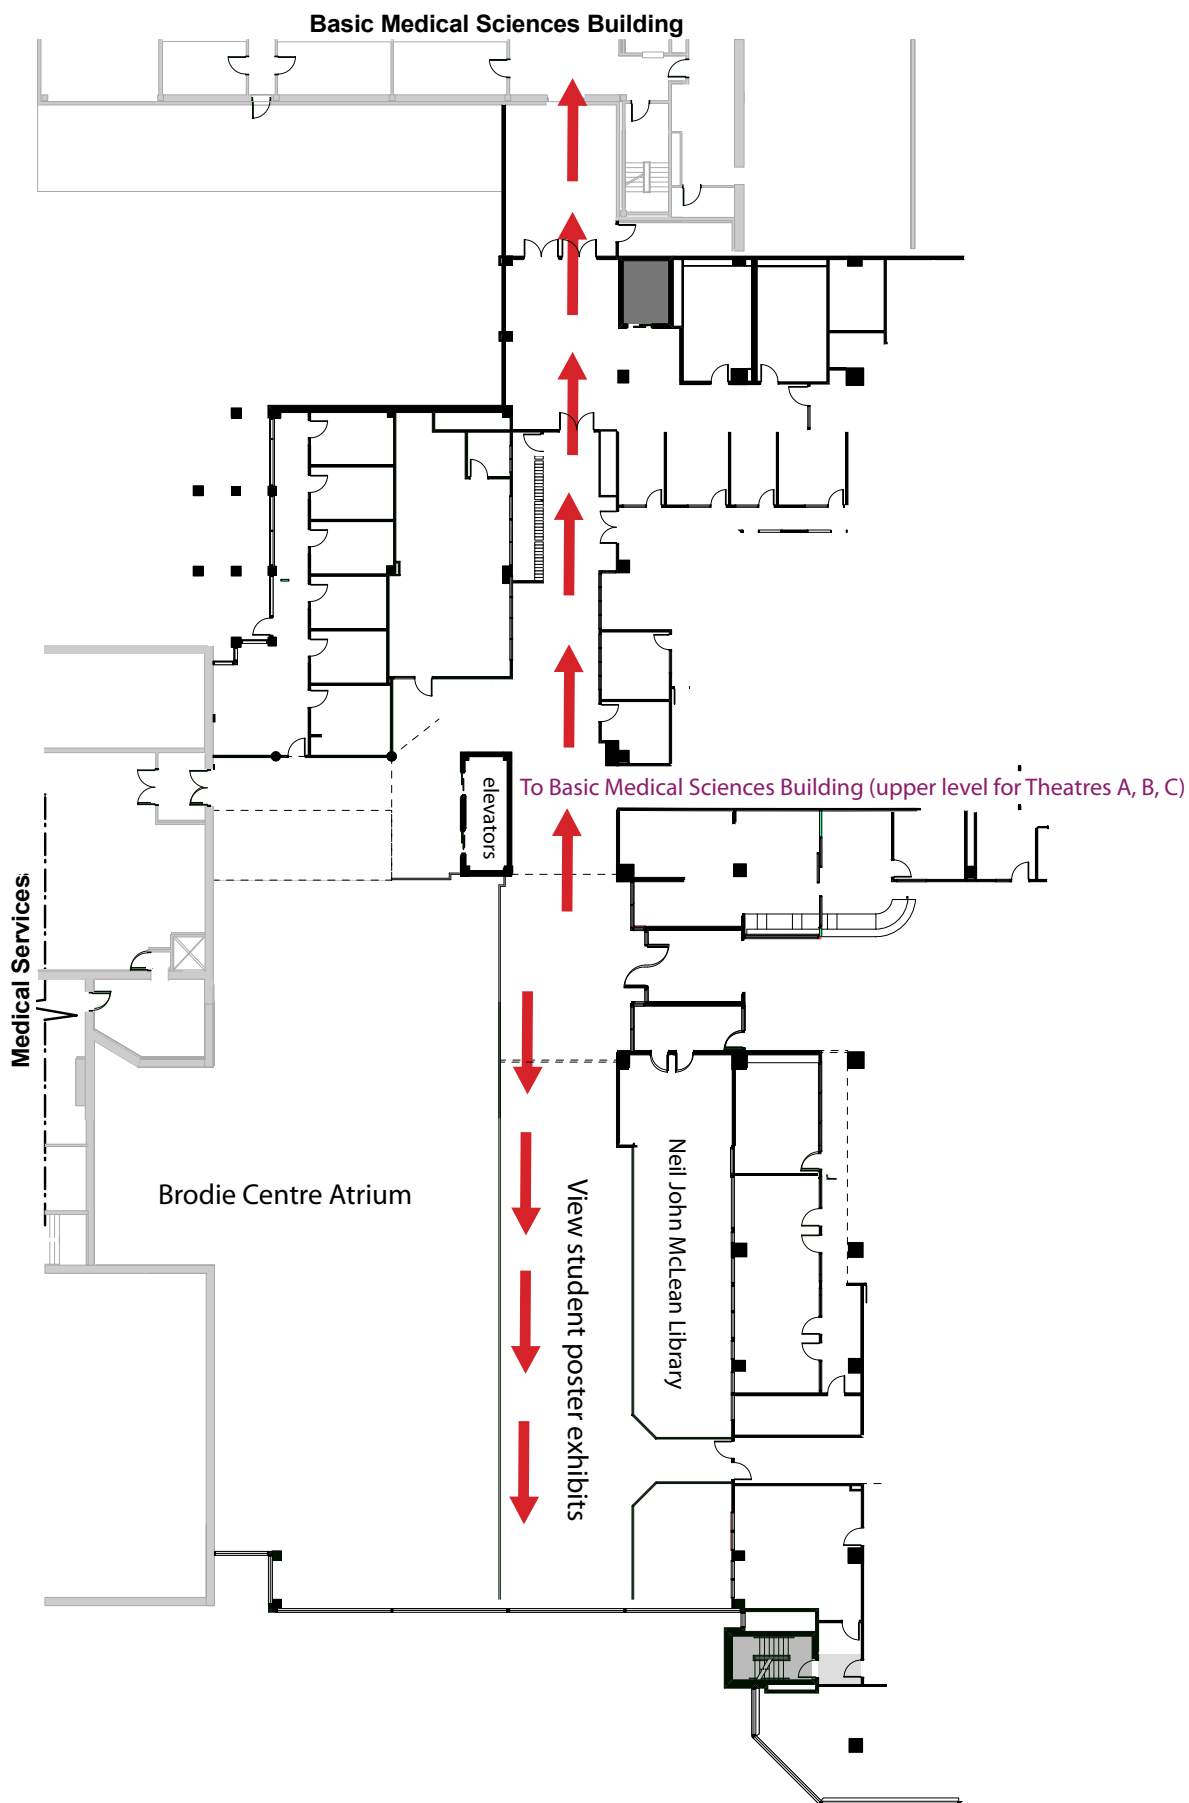 Basic Medical Sciences Building
elevators
To Basic Medical Sciences Building (upper level for Theatres A, B, C)
Medical Services
Brodie Centre Atrium
View student poster exhibits
Neil John McLean Library
r